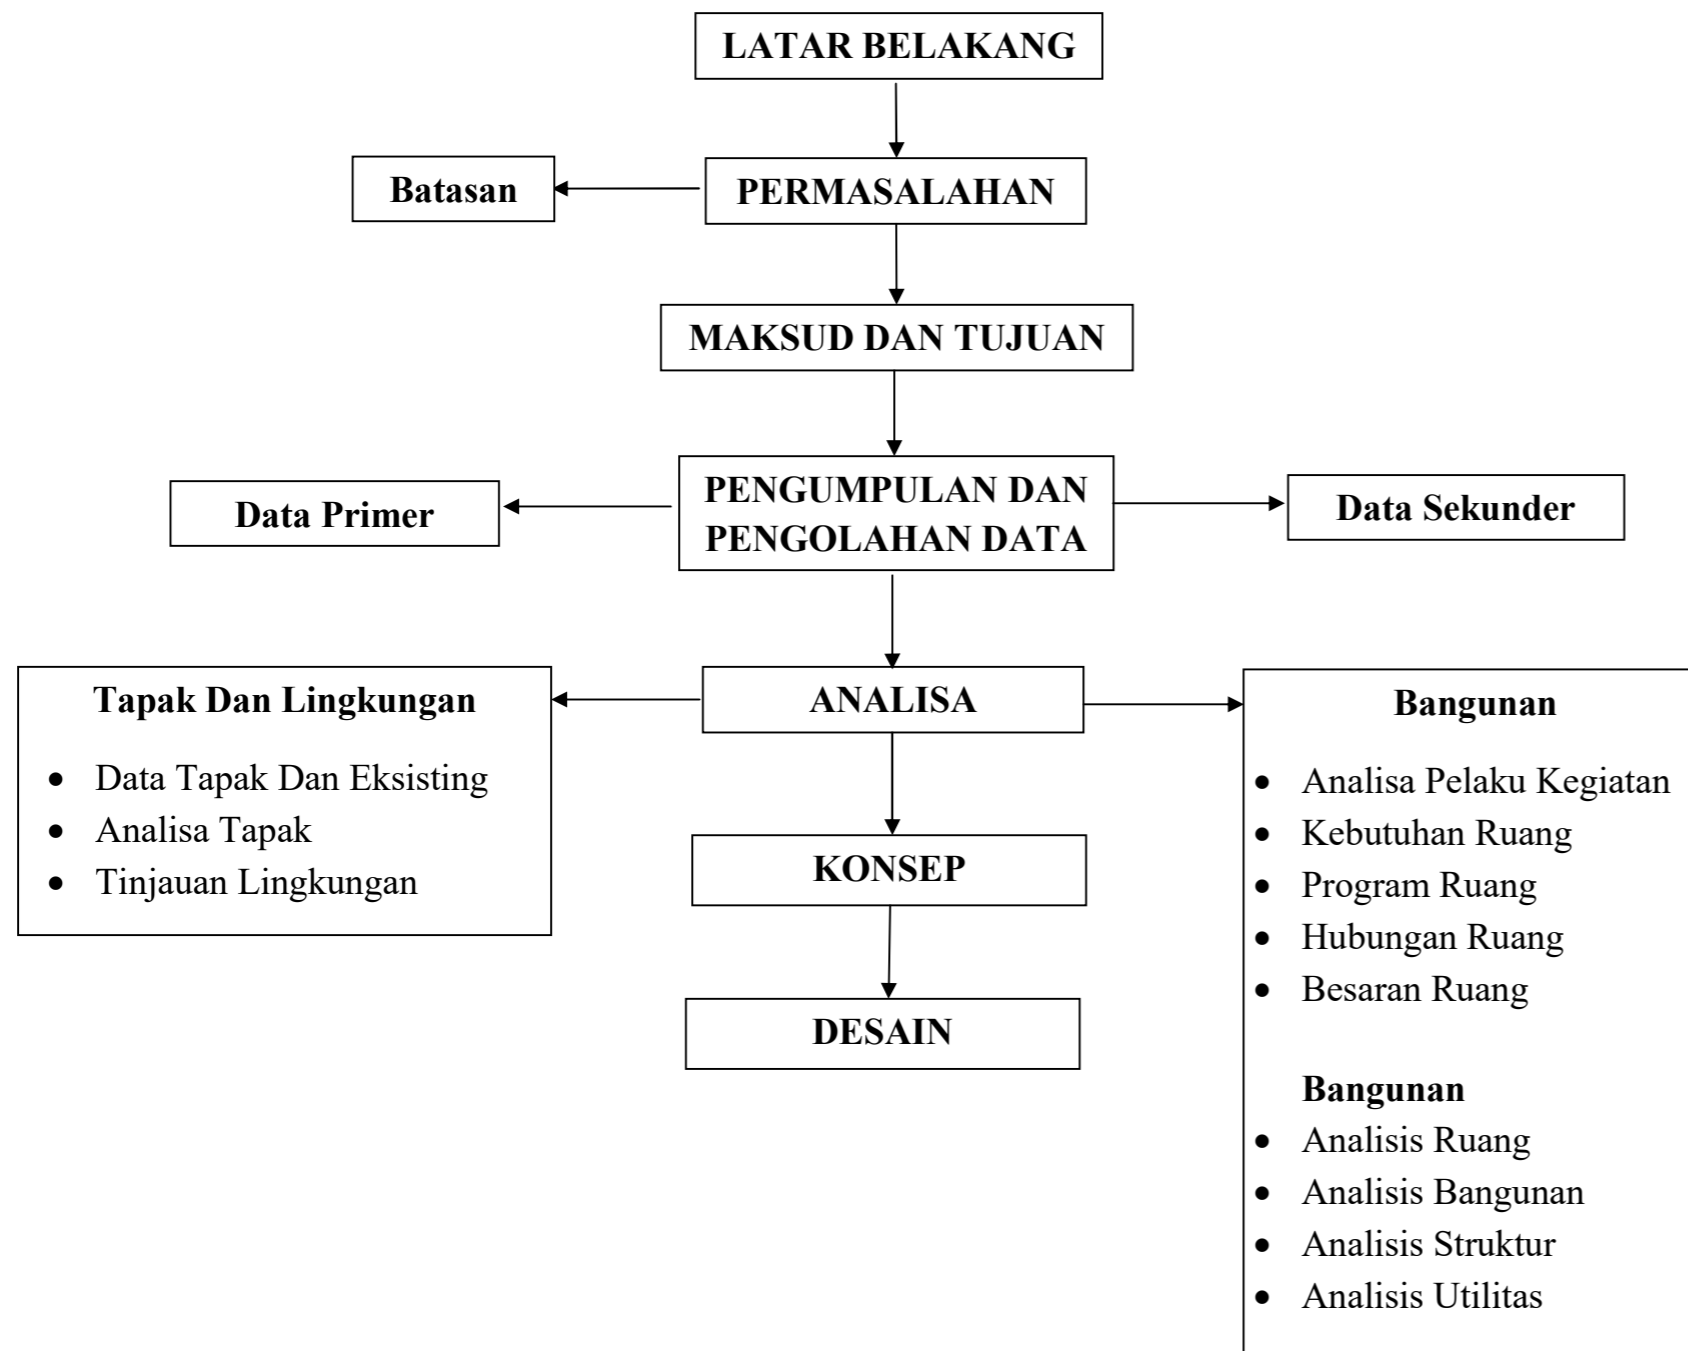 LATAR BELAKANG
Batasan
PERMASALAHAN
MAKSUD DAN TUJUAN
Data Primer
PENGUMPULAN DAN
PENGOLAHAN DATA
Data Sekunder
Tapak Dan Lingkungan
• Data Tapak Dan Eksisting
• Analisa Tapak
• Tinjauan Lingkungan
ANALISA
KONSEP
DESAIN
Bangunan
• Analisa Pelaku Kegiatan
• Kebutuhan Ruang
• Program Ruang
• Hubungan Ruang
• Besaran Ruang
Bangunan
• Analisis Ruang
• Analisis Bangunan
• Analisis Struktur
• Analisis Utilitas